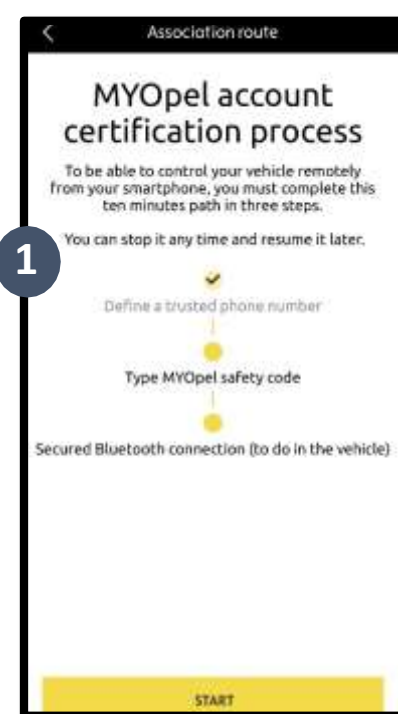 Association route
MYOpel account
certification process
To be able to control your vehicle remotely
from your smartphone, you must complete this
ten minutes path in three steps.
You can stop it any time and resume it later.
1
Define a trusted phone number
Type MYOpel safety code
Secured Bluetooth connection (to do in the vehicle)
START